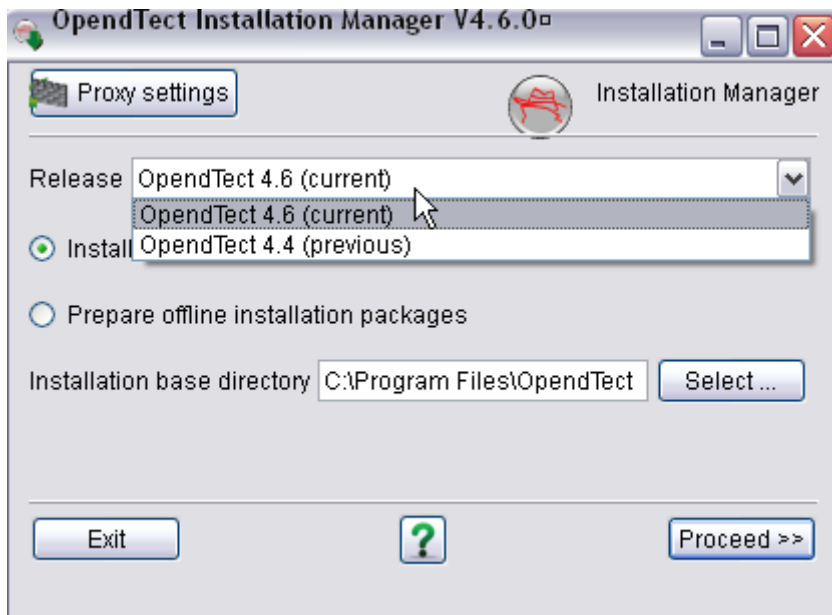 OpendTect Installation Manager V4.6.0
Proxy settings
Installation Manager
Release OpendTect 4.6 (current)
OpendTect 4.6 (current)
OpendTect 4.4 (previous)
Prepare offline installation packages
Installation base directory C:\Program Files\OpendTect Select ...
Exit ? Proceed >>